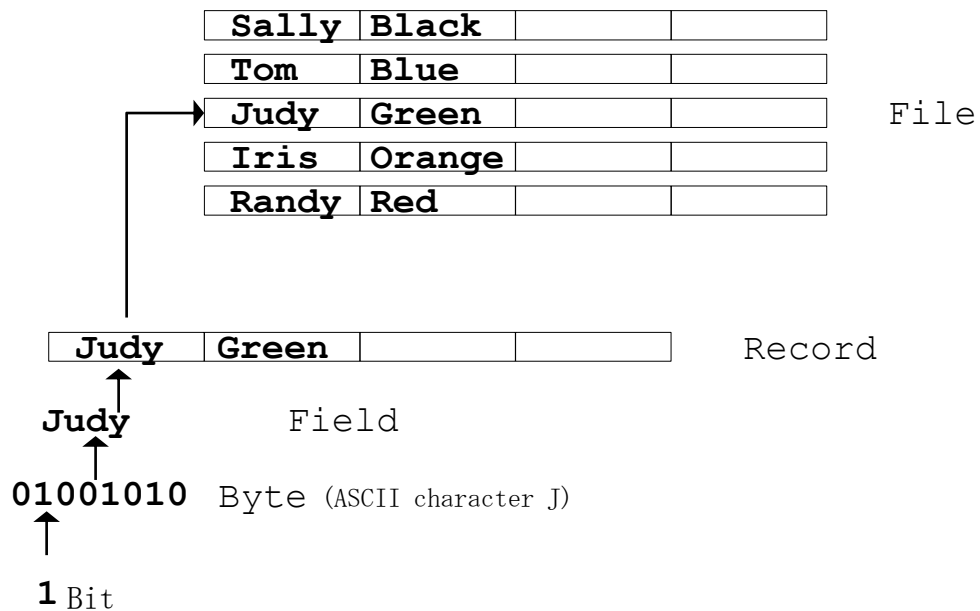 Sally Black
Tom Blue
Judy Green File
Iris Orange
Randy Red
Judy Green Record
Judy Field
01001010 Byte (ASCII character J)
1 Bit